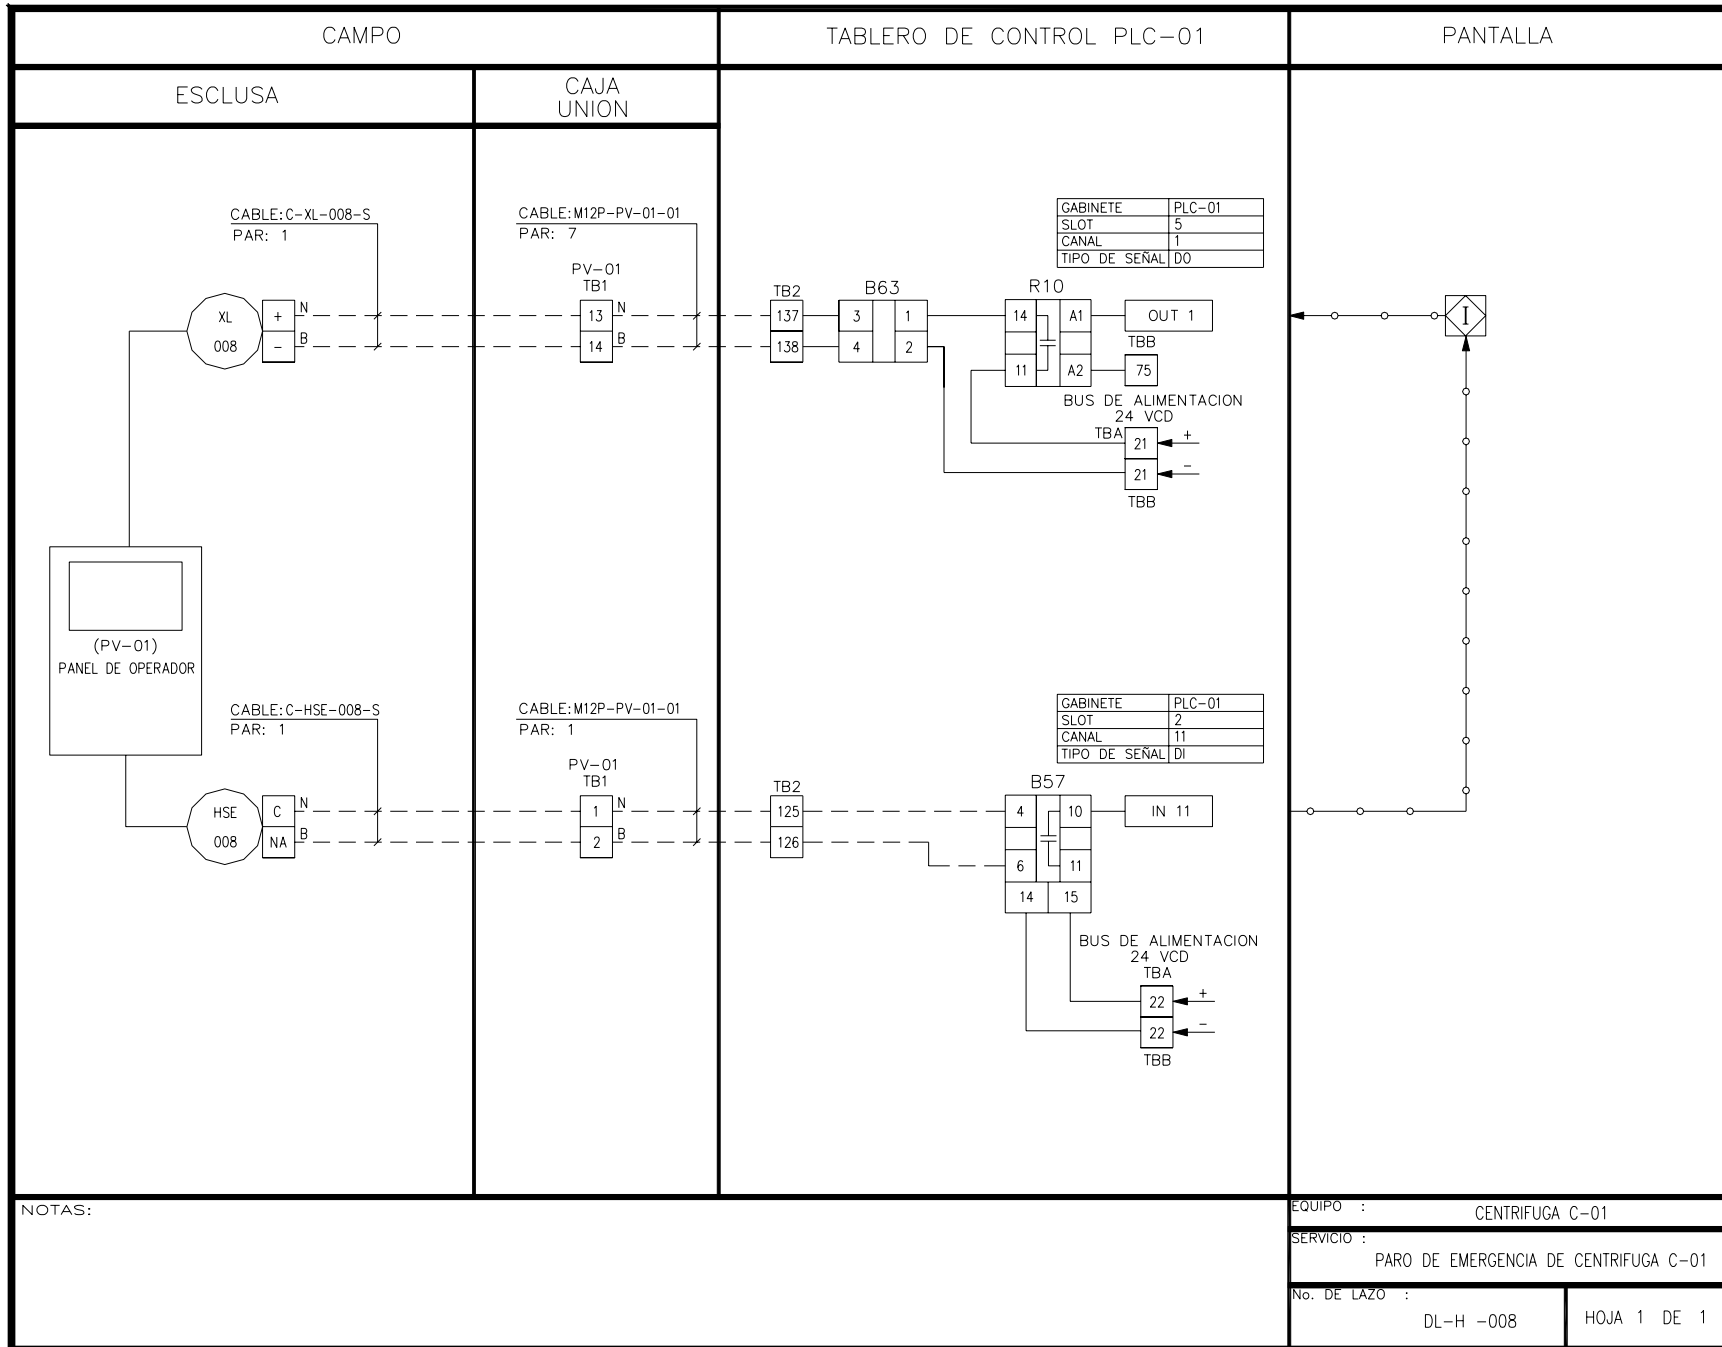 CAMPO
TABLERO DE CONTROL PLC-01
PANTALLA
ESCLUSA
CAJA
UNION
CABLE:C-XL-008-S
PAR: 1
CABLE:M12P-PV-01-01
PAR: 7
GABINETE PLC-01
SLOT 5
CANAL 1
TIPO DE SEÑAL DO
PV-01
TB1
TB2
B63
R10
XL
008
+ N
- B
13 N
14 B
137
138
3 1
4 2
14 A1
11 A2
OUT 1
TBB
75
I
BUS DE ALIMENTACION
24 VCD
TBA
21 +
21 -
TBB
(PV-01)
PANEL DE OPERADOR
CABLE:C-HSE-008-S
PAR: 1
CABLE:M12P-PV-01-01
PAR: 1
GABINETE PLC-01
SLOT 2
CANAL 11
TIPO DE SEÑAL DI
PV-01
TB1
TB2
B57
HSE
008
C N
NA B
1 N
2 B
125
126
4 10
6 11
14 15
IN 11
BUS DE ALIMENTACION
24 VCD
TBA
22 +
22 -
TBB
NOTAS:
EQUIPO :
CENTRIFUGA C-01
SERVICIO :
PARO DE EMERGENCIA DE CENTRIFUGA C-01
No. DE LAZO :
DL-H -008
HOJA 1 DE 1